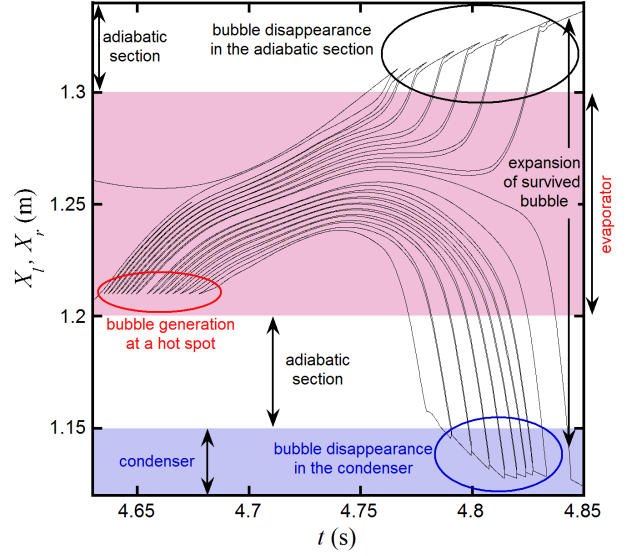 adiabatic
section
bubble disappearance
in the adiabatic section
1.3
expansion
of survived
bubble
evaporator
1.25
X_l, X_r (m)
bubble generation
at a hot spot
1.2
adiabatic
section
1.15
condenser
bubble disappearance
in the condenser
4.65
4.7
4.75
4.8
4.85
t (s)